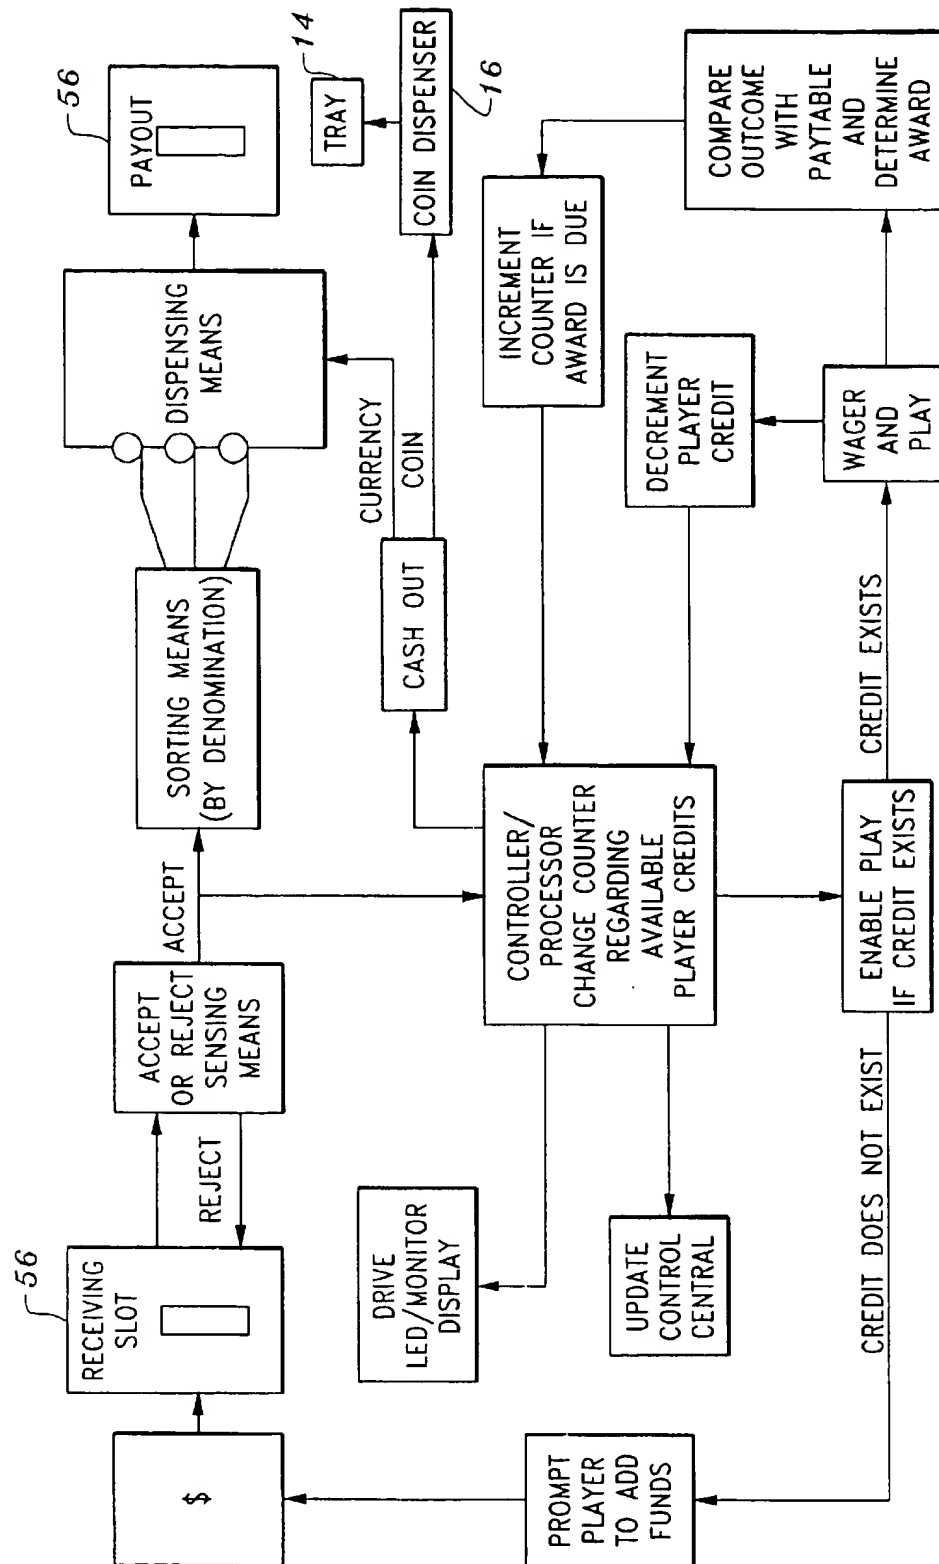 $
56
RECEIVING
SLOT
REJECT
ACCEPT
OR REJECT
SENSING
MEANS
ACCEPT
SORTING MEANS
(BY DENOMINATION)
DISPENSING
MEANS
56
PAYOUT
14
TRAY
COIN DISPENSER
16
CURRENCY
COIN
CASH OUT
DRIVE
LED/MONITOR
DISPLAY
UPDATE
CONTROL
CENTRAL
CONTROLLER/
PROCESSOR
CHANGE COUNTER
REGARDING
AVAILABLE
PLAYER CREDITS
INCREMENT
COUNTER IF
AWARD IS DUE
DECREMENT
PLAYER
CREDIT
COMPARE
OUTCOME
WITH
PAYTABLE
AND
DETERMINE
AWARD
PROMPT
PLAYER
TO ADD
FUNDS
CREDIT DOES NOT EXIST
ENABLE PLAY
IF CREDIT EXISTS
CREDIT EXISTS
WAGER
AND
PLAY